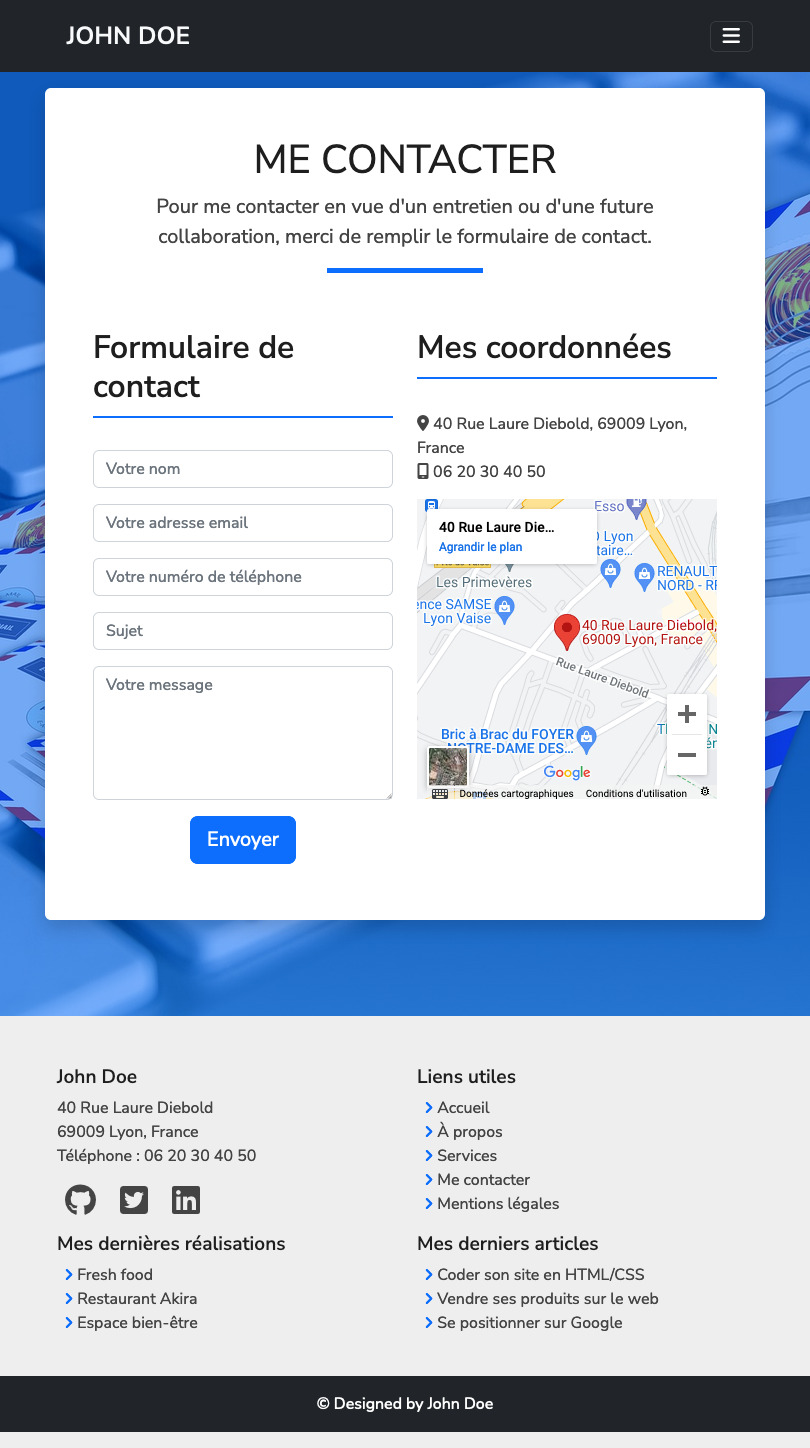 JOHN DOE
ME CONTACTER
Pour me contacter en vue d'un entretien ou d'une future
collaboration, merci de remplir le formulaire de contact.
Formulaire de
contact
Votre nom
Votre adresse email
Votre numéro de téléphone
Sujet
Votre message
Envoyer
Mes coordonnées
40 Rue Laure Diebold, 69009 Lyon,
France
06 20 30 40 50
Esso
40 Rue Laure Die…
Agrandir le plan
Lyon
taire…
Les Primevères
RENAULT
NORD - RF
ence SAMSE
Lyon Vaise
40 Rue Laure Diebold,
69009 Lyon, France
Rue Laure Diebold
Bric à Brac du FOYER
NOTRE-DAME DES…
Google
Données cartographiques
Conditions d'utilisation
John Doe
40 Rue Laure Diebold
69009 Lyon, France
Téléphone : 06 20 30 40 50
Liens utiles
Accueil
À propos
Services
Me contacter
Mentions légales
Mes dernières réalisations
Fresh food
Restaurant Akira
Espace bien-être
Mes derniers articles
Coder son site en HTML/CSS
Vendre ses produits sur le web
Se positionner sur Google
© Designed by John Doe